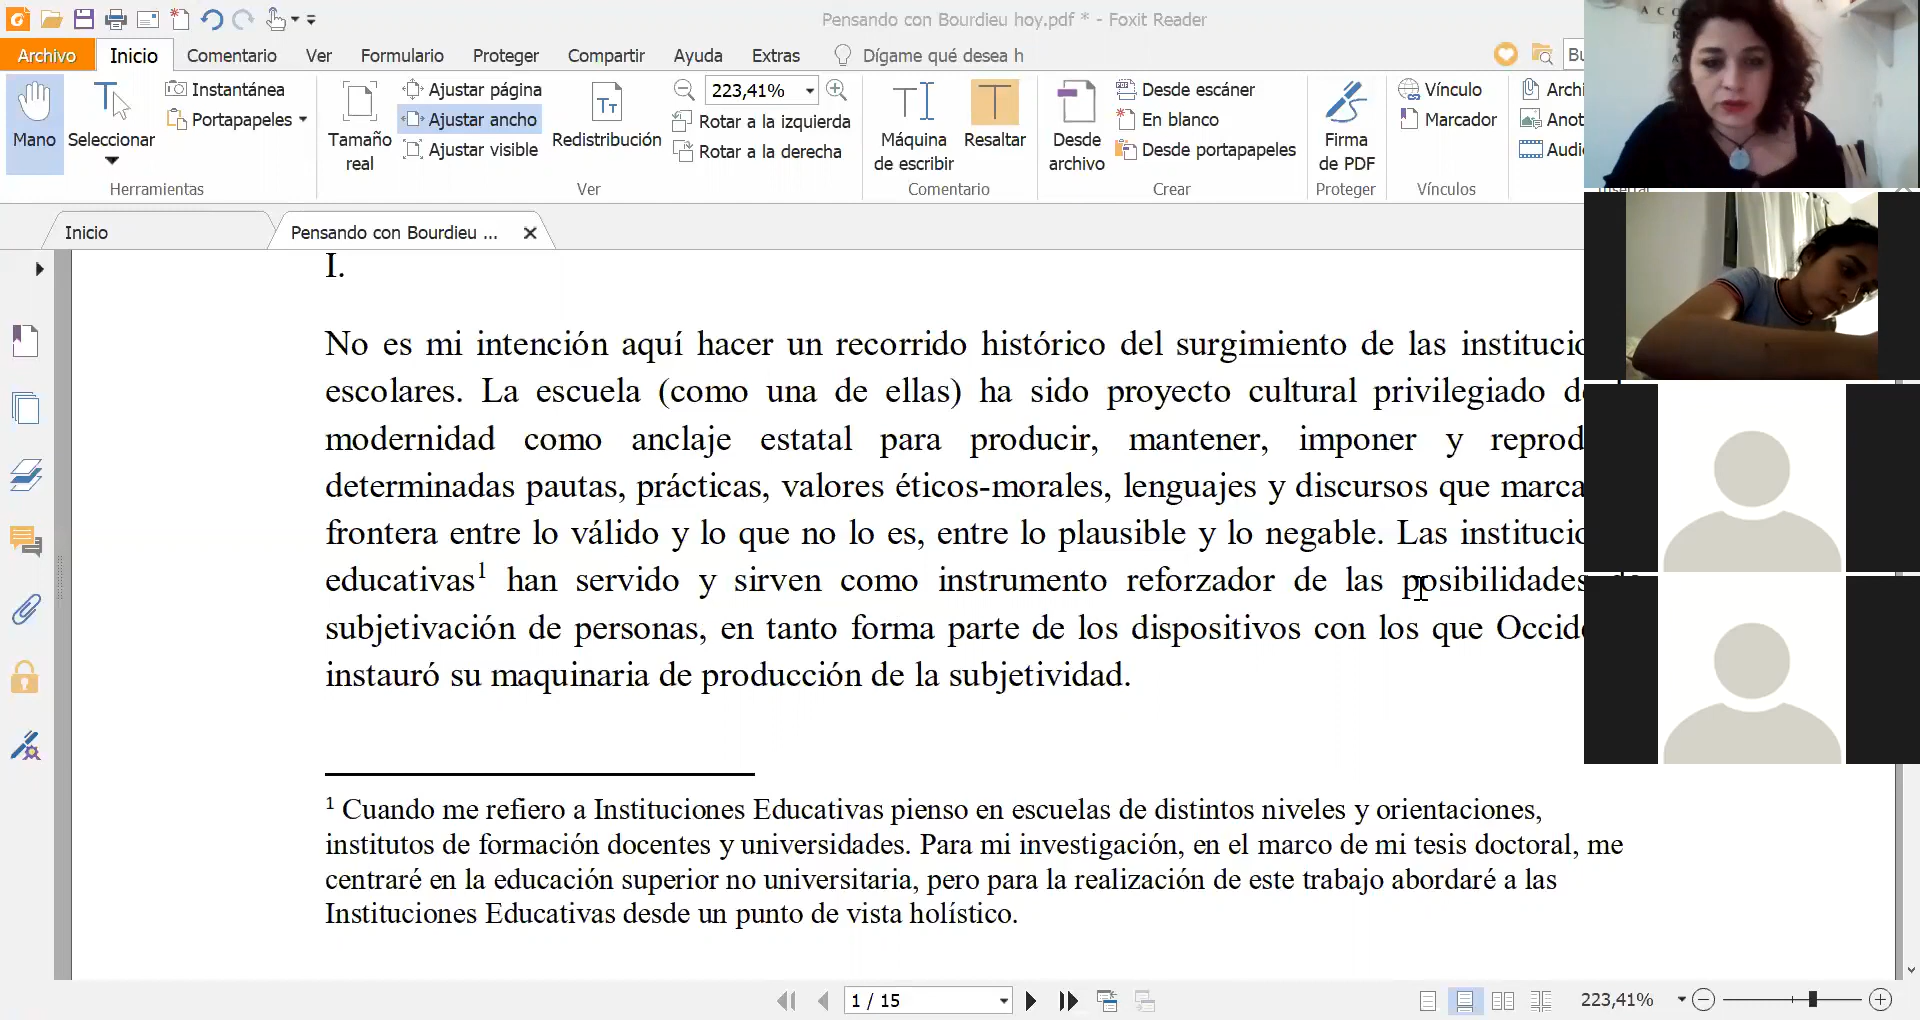 Pensando con Bourdieu hoy.pdf * - Foxit Reader
Archivo Inicio Comentario Ver Formulario Proteger Compartir Ayuda Extras Dígame qué desea h Bu
Mano
Seleccionar
Instantánea
Portapapeles
Herramientas
Tamaño real
Ajustar página
Ajustar ancho
Ajustar visible
Redistribución
223,41%
Rotar a la izquierda
Rotar a la derecha
Ver
Máquina de escribir
Resaltar
Comentario
Desde archivo
Desde escáner
En blanco
Desde portapapeles
Crear
Firma de PDF
Proteger
Vínculo
Marcador
Vínculos
Archi
Anot
Audi
Inicio
Pensando con Bourdieu ...
I.
No es mi intención aquí hacer un recorrido histórico del surgimiento de las institucio
escolares. La escuela (como una de ellas) ha sido proyecto cultural privilegiado de
modernidad como anclaje estatal para producir, mantener, imponer y reprod
determinadas pautas, prácticas, valores éticos-morales, lenguajes y discursos que marca
frontera entre lo válido y lo que no lo es, entre lo plausible y lo negable. Las institucio
educativas1 han servido y sirven como instrumento reforzador de las posibilidades
subjetivación de personas, en tanto forma parte de los dispositivos con los que Occid
instauró su maquinaria de producción de la subjetividad.
1 Cuando me refiero a Instituciones Educativas pienso en escuelas de distintos niveles y orientaciones,
institutos de formación docentes y universidades. Para mi investigación, en el marco de mi tesis doctoral, me
centraré en la educación superior no universitaria, pero para la realización de este trabajo abordaré a las
Instituciones Educativas desde un punto de vista holístico.
1 / 15
223,41%